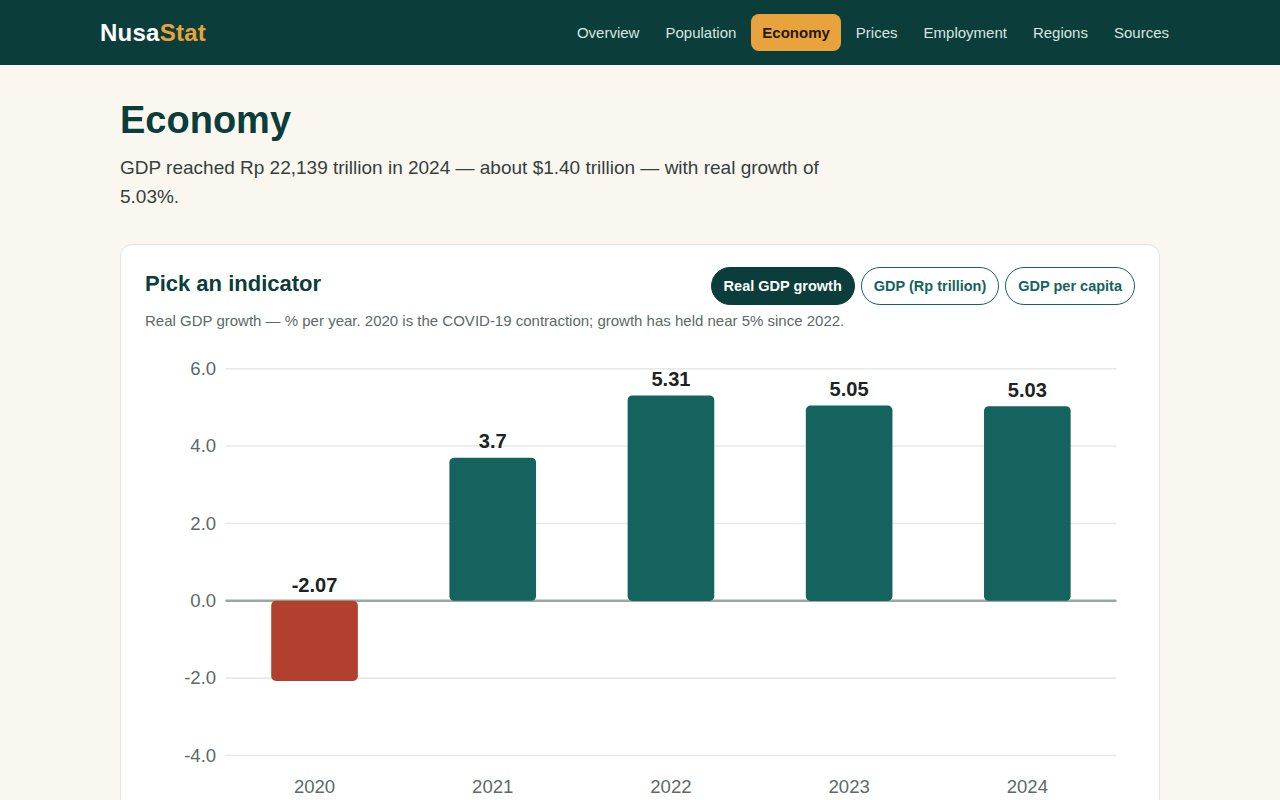 NusaStat
Overview
Population
Economy
Prices
Employment
Regions
Sources
Economy
GDP reached Rp 22,139 trillion in 2024 — about $1.40 trillion — with real growth of
5.03%.
Pick an indicator
Real GDP growth
GDP (Rp trillion)
GDP per capita
Real GDP growth — % per year. 2020 is the COVID-19 contraction; growth has held near 5% since 2022.
6.0
4.0
2.0
0.0
-2.0
-4.0
-2.07
3.7
5.31
5.05
5.03
2020
2021
2022
2023
2024